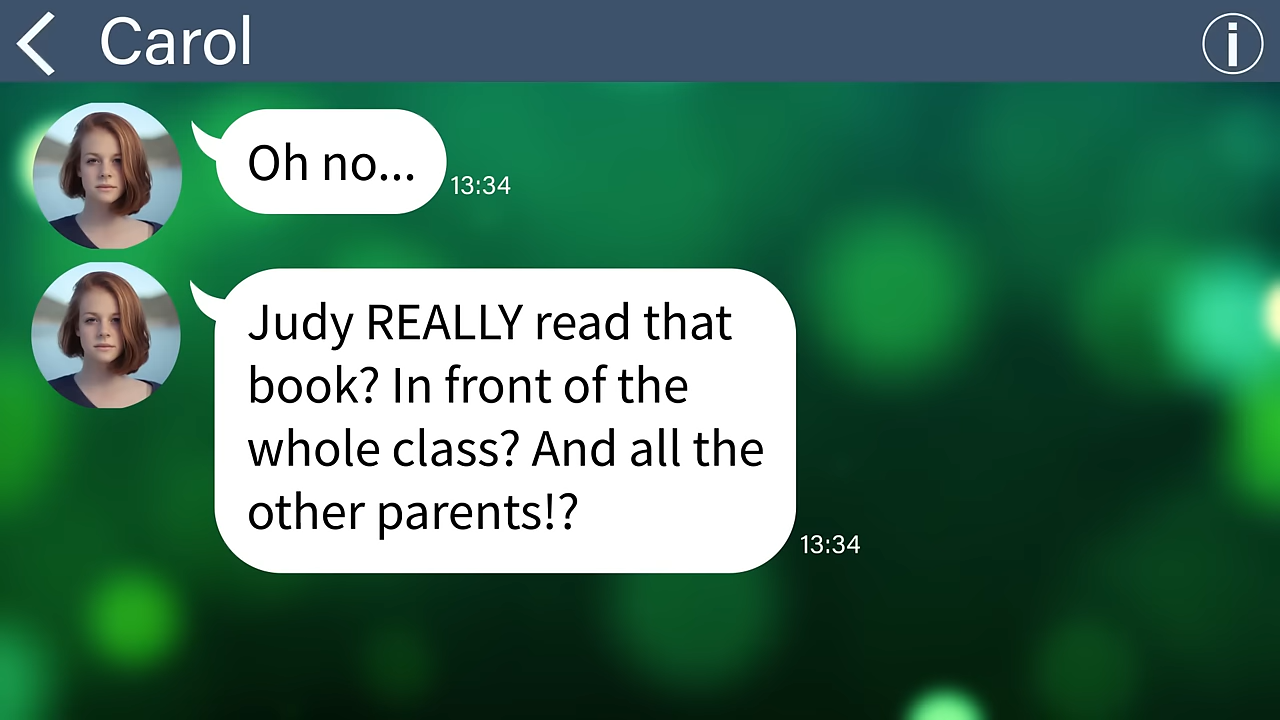 Carol
Oh no...
13:34
Judy REALLY read that
book? In front of the
whole class? And all the
other parents!?
13:34